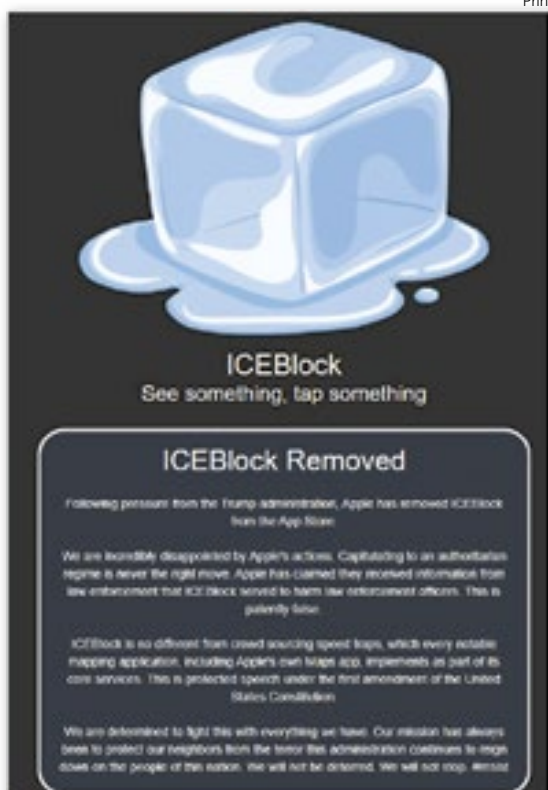 Prin
ICEBlock
See something, tap something
ICEBlock Removed
Following pressure from the Trump administration, Apple has removed ICEBlock
from the App Store
We are incredibly disappointed by Apple's actions. Capitulating to an authoritarian
regime is never the right move. Apple has claimed they received information from
law enforcement that ICEBlock served to harm law enforcement officers. This is
patently false.
ICEBlock is no different from crowd sourcing speed traps, which every notable
mapping application, including Apple's own Maps app, implements as part of its
core services. This is protected speech under the first amendment of the United
States Constitution
We are determined to fight this with everything we have. Our mission has always
been to protect our neighbors from the terror this administration continues to reign
down on the people of this nation. We will not be deterred. We will not stop.